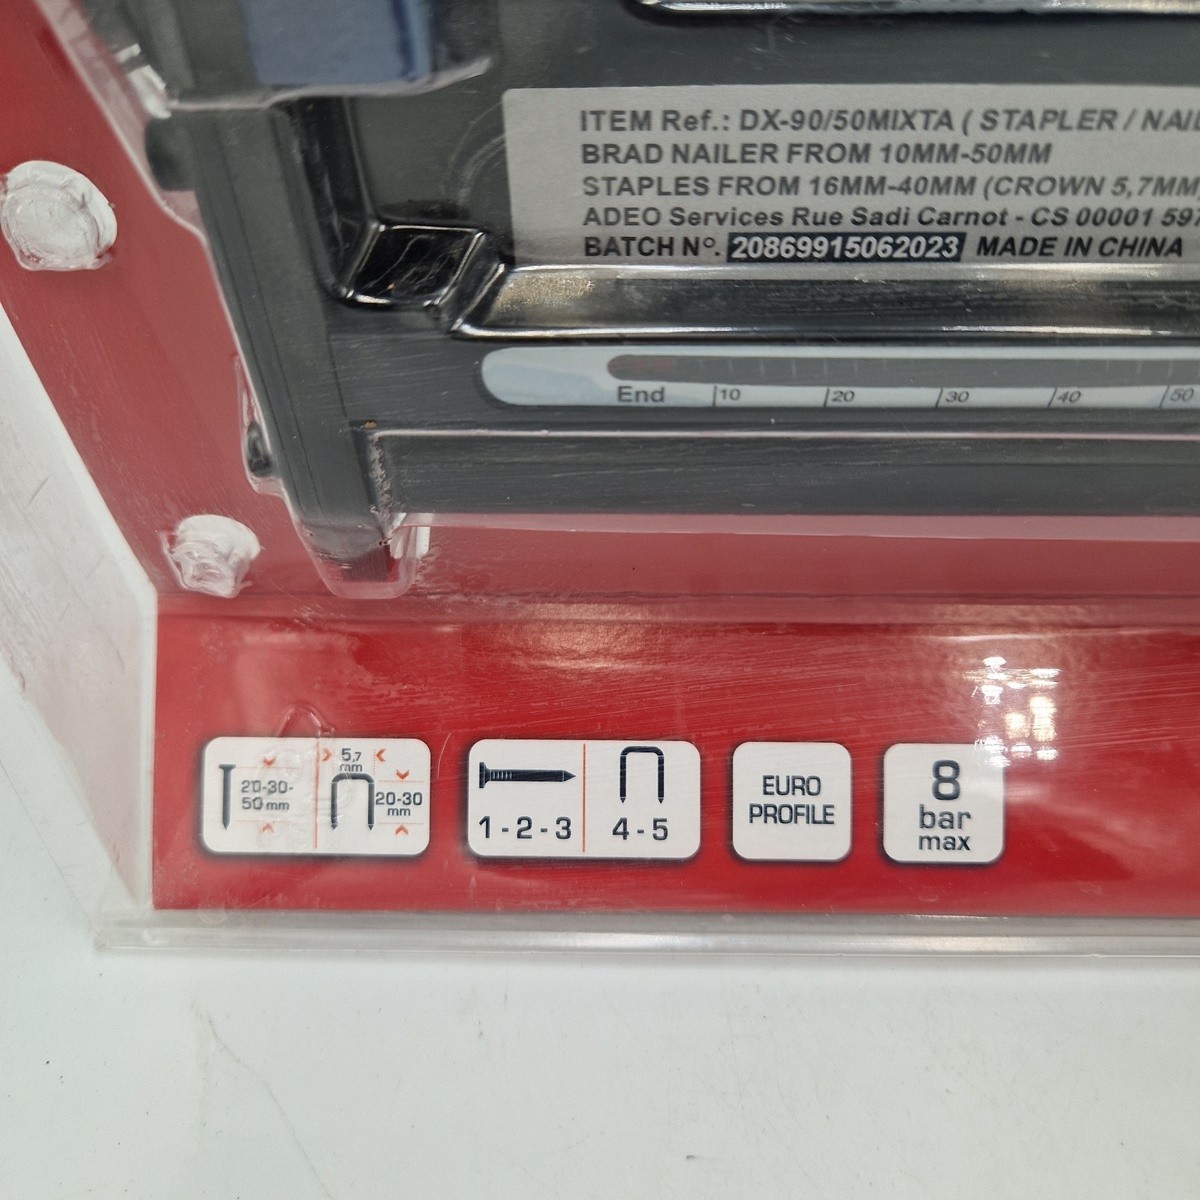 ITEM Ref.: DX-90/50MIXTA ( STAPLER /
BRAD NAILER FROM 10MM-50MM
STAPLES FROM 16MM-40MM (CROWN 5,7MM
ADEO Services Rue Sadi Carnot - CS 00001
BATCH Nº. 20869915062023 MADE IN CHINA
End 10 20 30 40 50
20-30-
50 mm
5,7
mm
20-30
mm
1 - 2 - 3
4 - 5
EURO
PROFILE
8
bar
max